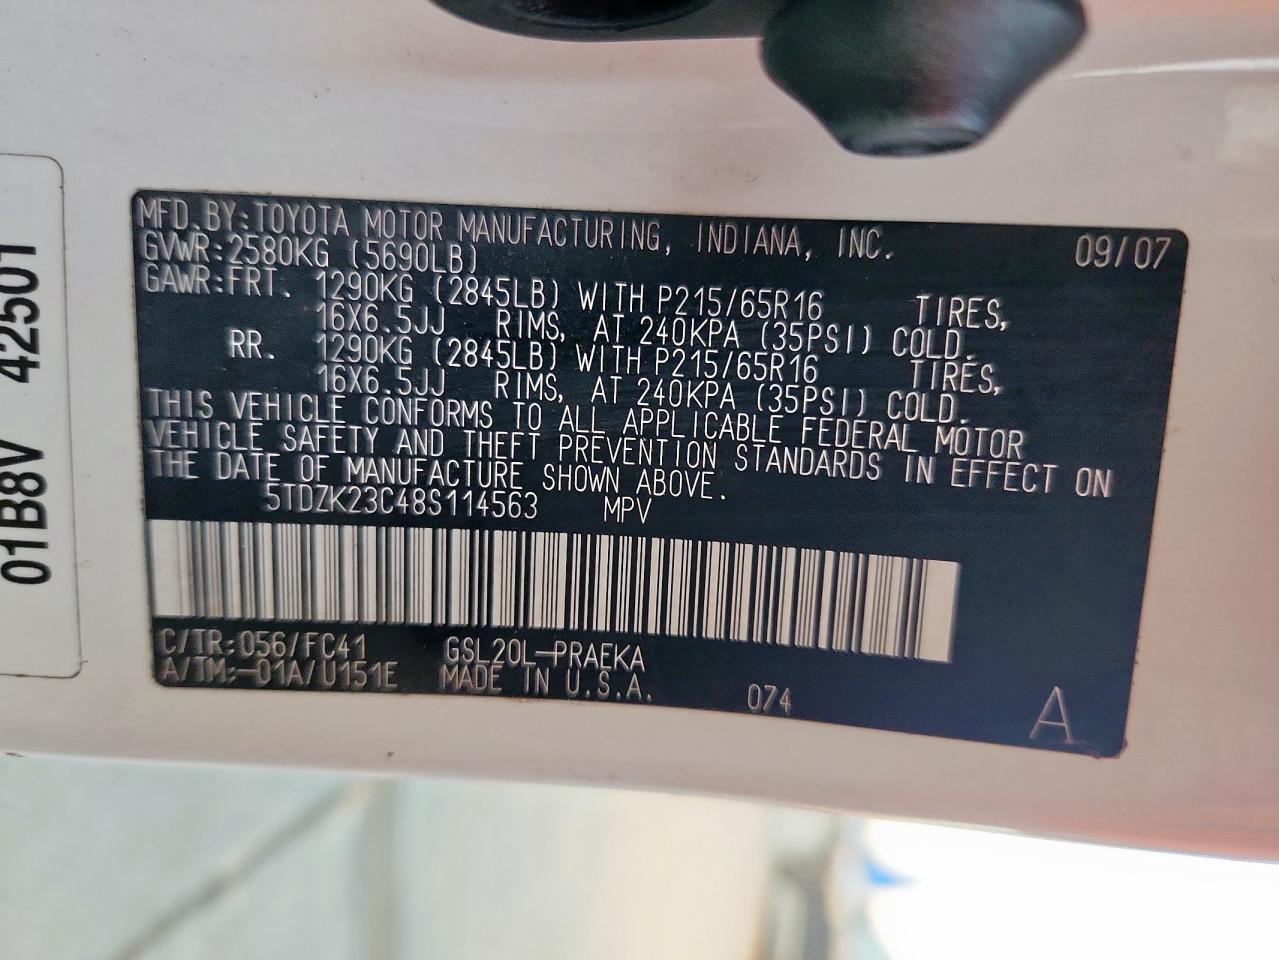 MFD.BY:TOYOTA MOTOR MANUFACTURING, INDIANA, INC. 09/07
GVWR:2580KG (5690LB)
GAWR:FRT. 1290KG (2845LB) WITH P215/65R16 TIRES,
16X6.5JJ RIMS, AT 240KPA (35PSI) COLD.
RR. 1290KG (2845LB) WITH P215/65R16 TIRES,
16X6.5JJ RIMS, AT 240KPA (35PSI) COLD.
THIS VEHICLE CONFORMS TO ALL APPLICABLE FEDERAL MOTOR
VEHICLE SAFETY AND THEFT PREVENTION STANDARDS IN EFFECT ON
THE DATE OF MANUFACTURE SHOWN ABOVE.
5TDZK23C48S114563 MPV
C/TR:056/FC41 GSL20L-PRAEKA
A/TM:-01A/U151E MADE IN U.S.A. 074 A
01B8V 42501